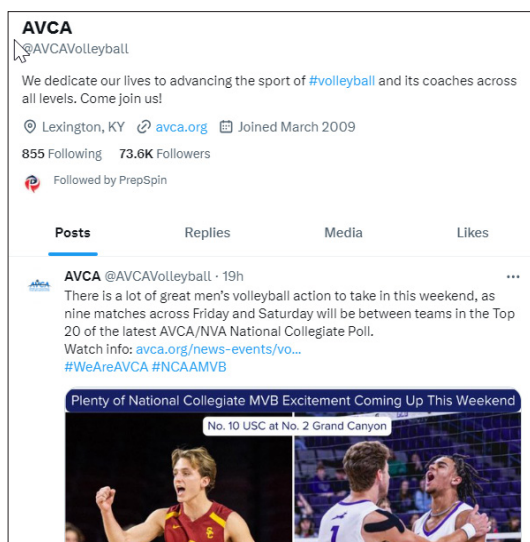 AVCA
@AVCAVolleyball
We dedicate our lives to advancing the sport of #volleyball and its coaches across
all levels. Come join us!
Lexington, KY avca.org Joined March 2009
855 Following 73.6K Followers
Followed by PrepSpin
Posts Replies Media Likes
AVCA @AVCAVolleyball · 19h
AVCA
There is a lot of great men's volleyball action to take in this weekend, as
nine matches across Friday and Saturday will be between teams in the Top
20 of the latest AVCA/NVA National Collegiate Poll.
Watch info: avca.org/news-events/vo...
#WeAreAVCA #NCAAMVB
Plenty of National Collegiate MVB Excitement Coming Up This Weekend
No. 10 USC at No. 2 Grand Canyon
SC
1